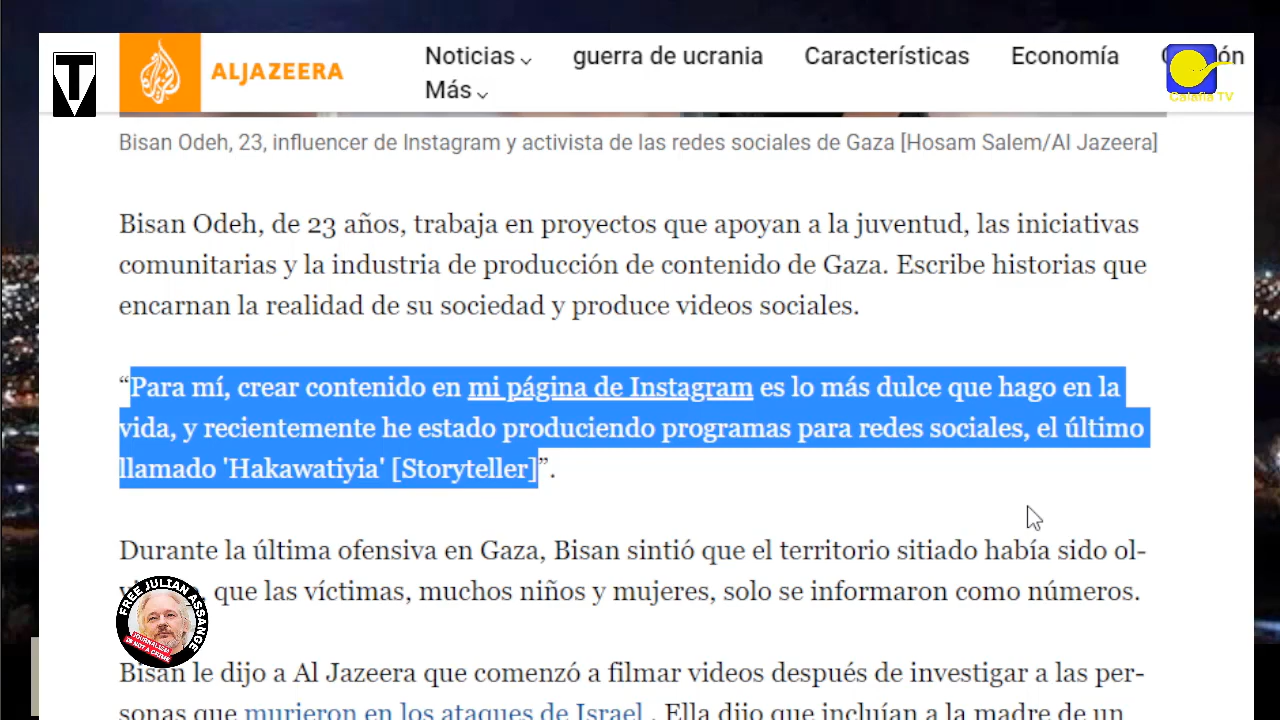 T
ALJAZEERA
Noticias
guerra de ucrania
Características
Economía
ón
Más
Calafia TV
Bisan Odeh, 23, influencer de Instagram y activista de las redes sociales de Gaza [Hosam Salem/Al Jazeera]
Bisan Odeh, de 23 años, trabaja en proyectos que apoyan a la juventud, las iniciativas
comunitarias y la industria de producción de contenido de Gaza. Escribe historias que
encarnan la realidad de su sociedad y produce videos sociales.
“Para mí, crear contenido en mi página de Instagram es lo más dulce que hago en la
vida, y recientemente he estado produciendo programas para redes sociales, el último
llamado 'Hakawatiyia' [Storyteller]”.
Durante la última ofensiva en Gaza, Bisan sintió que el territorio sitiado había sido ol-
que las víctimas, muchos niños y mujeres, solo se informaron como números.
FREE JULIAN ASSANGE
JOURNALISM
IS NOT A CRIME
Bisan le dijo a Al Jazeera que comenzó a filmar videos después de investigar a las per-
sonas que murieron en los ataques de Israel . Ella dijo que incluían a la madre de un